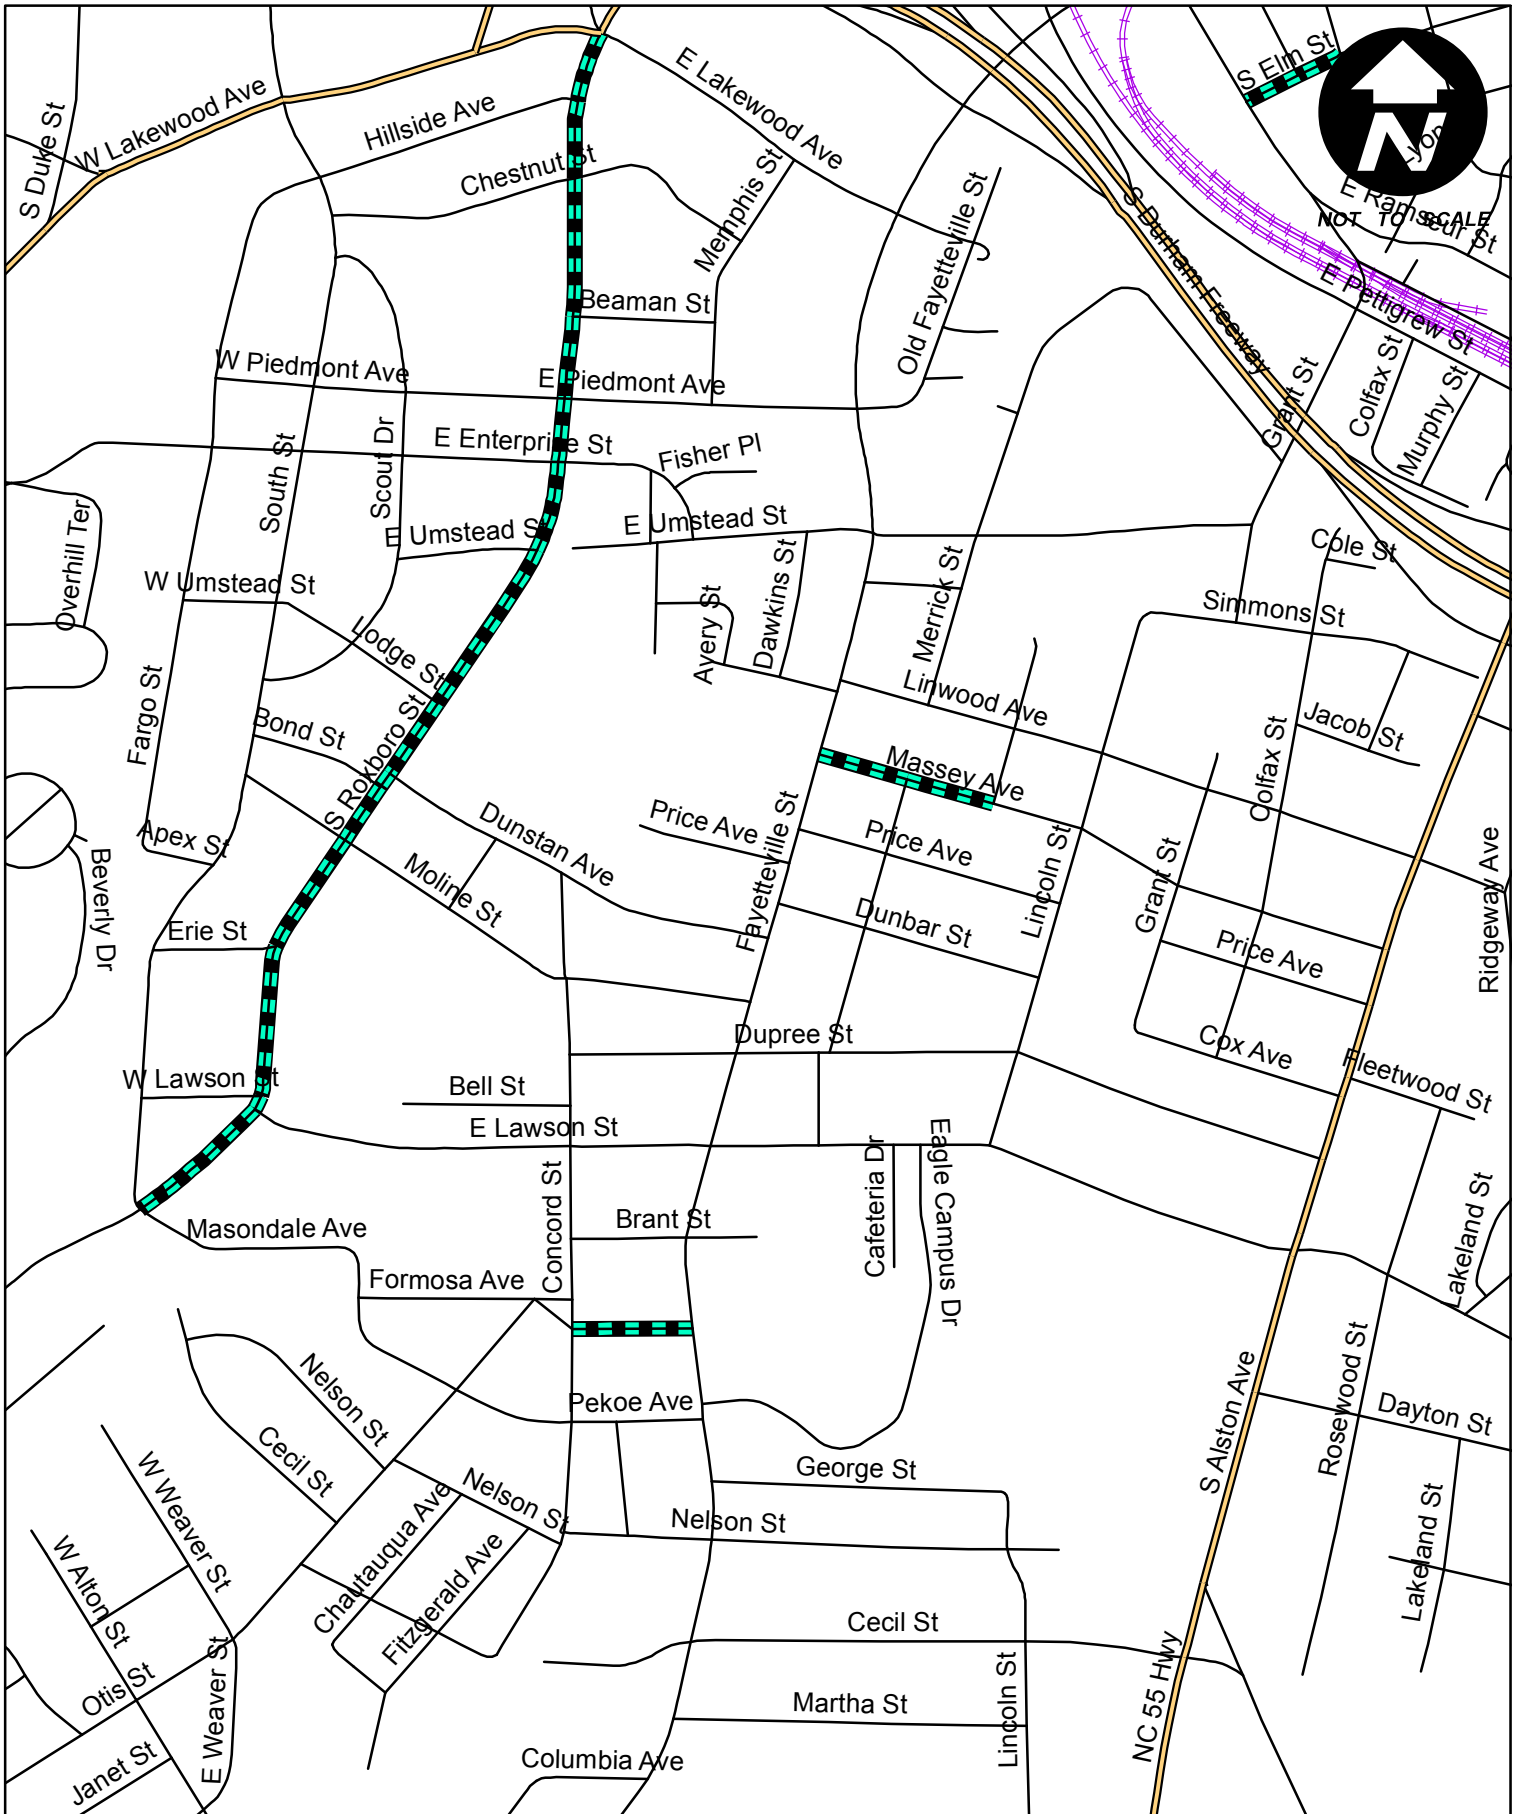 S Elm St
E Lakewood Ave
W Lakewood Ave
Hillside Ave
S Duke St
Chestnut St
Memphis St
Old Fayetteville St
S Durham Freeway
N
Lyon
E Ramseur St
NOT TO SCALE
E Pettigrew St
Beaman St
W Piedmont Ave
E Piedmont Ave
Grant St
Colfax St
Murphy St
E Enterprise St
Fisher Pl
South St
Scout Dr
Overhill Ter
E Umstead St
E Umstead St
Cole St
W Umstead St
Dawkins St
Avery St
Merrick St
Simmons St
Lodge St
Linwood Ave
Fargo St
Bond St
S Roxboro St
Jacob St
Colfax St
Massey Ave
Price Ave
Price Ave
Apex St
Dunstan Ave
Fayetteville St
Lincoln St
Grant St
Ridgeway Ave
Beverly Dr
Moline St
Dunbar St
Erie St
Price Ave
Dupree St
Cox Ave
Fleetwood St
W Lawson St
Bell St
E Lawson St
Cafeteria Dr
Eagle Campus Dr
Concord St
Lakeland St
Masondale Ave
Brant St
Formosa Ave
Nelson St
Pekoe Ave
S Alston Ave
Rosewood St
Dayton St
Cecil St
W Weaver St
Nelson St
George St
Nelson St
Lakeland St
Chautauqua Ave
Fitzgerald Ave
W Alton St
Cecil St
Otis St
E Weaver St
Lincoln St
NC 55 Hwy
Martha St
Janet St
Columbia Ave